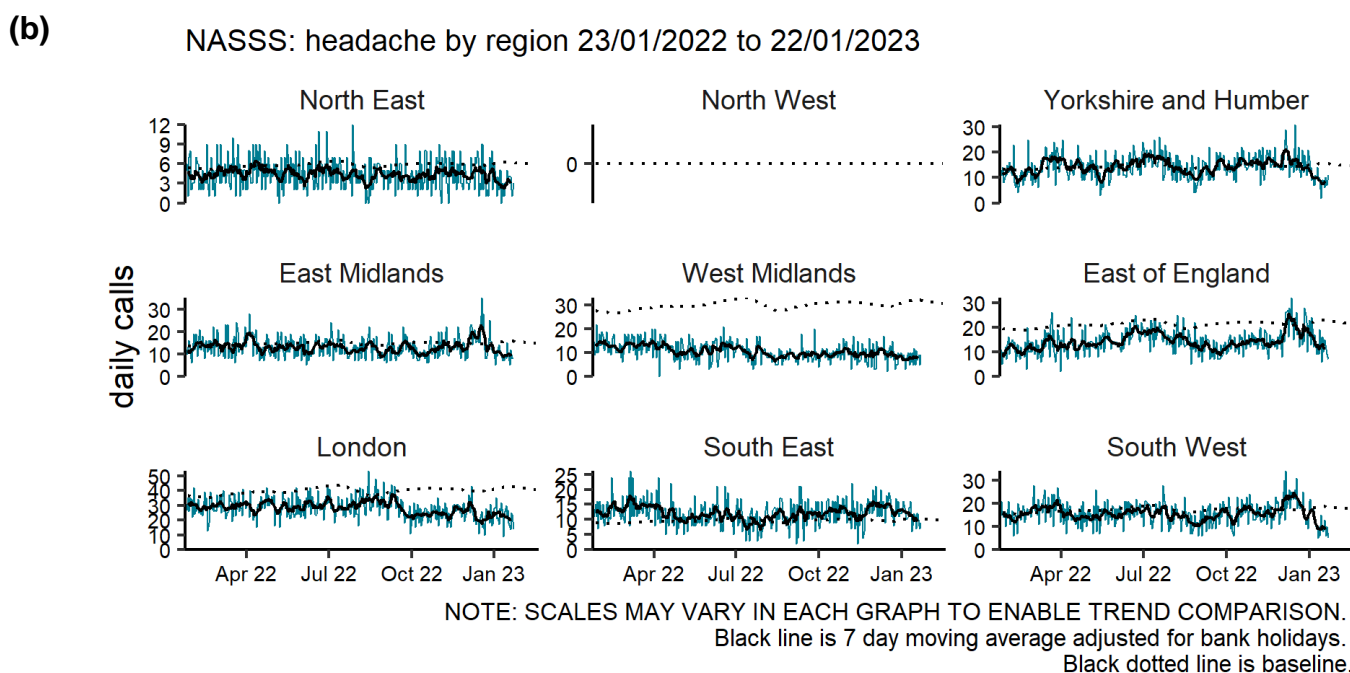 (b)
NASSS: headache by region 23/01/2022 to 22/01/2023
North East
North West
Yorkshire and Humber
12
9
6
3
0
0
30
20
10
0
daily calls
East Midlands
West Midlands
East of England
30
20
10
0
30
20
10
0
30
20
10
0
London
South East
South West
50
40
30
20
10
0
25
20
15
10
5
0
30
20
10
0
Apr 22 Jul 22 Oct 22 Jan 23
Apr 22 Jul 22 Oct 22 Jan 23
Apr 22 Jul 22 Oct 22 Jan 23
NOTE: SCALES MAY VARY IN EACH GRAPH TO ENABLE TREND COMPARISON.
Black line is 7 day moving average adjusted for bank holidays.
Black dotted line is baseline.